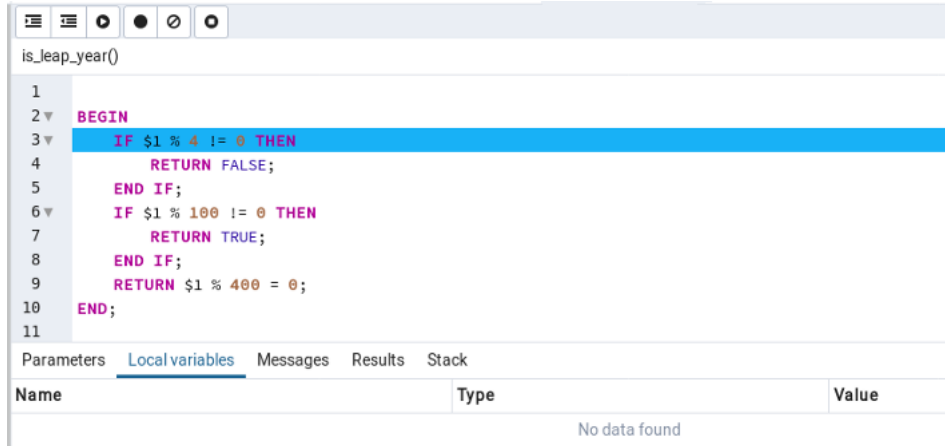 is_leap_year()
1
2 BEGIN
3 IF $1 % 4 != 0 THEN
4 RETURN FALSE;
5 END IF;
6 IF $1 % 100 != 0 THEN
7 RETURN TRUE;
8 END IF;
9 RETURN $1 % 400 = 0;
10 END;
11
Parameters Local variables Messages Results Stack
Name Type Value
No data found